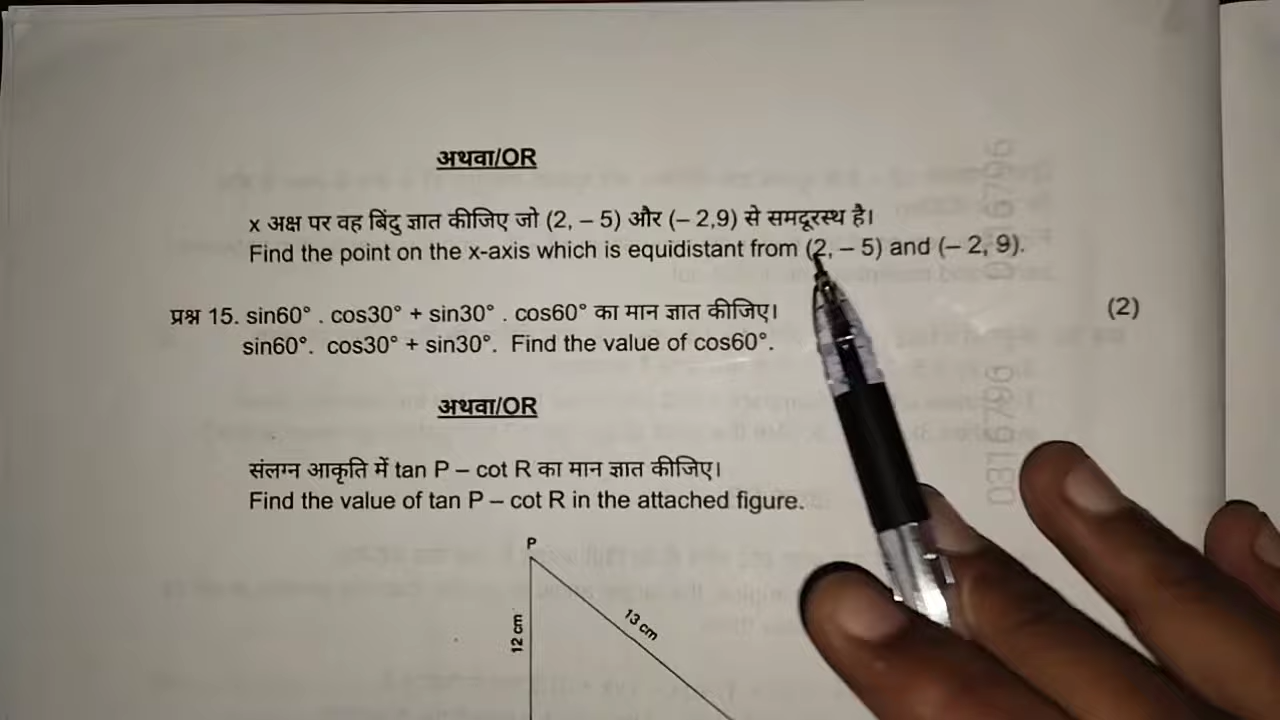 अथवा/OR
x अक्ष पर वह बिंदु ज्ञात कीजिए जो (2, – 5) और (– 2,9) से समदूरस्थ है।
Find the point on the x-axis which is equidistant from (2, – 5) and (– 2, 9).
प्रश्न 15. sin60° . cos30° + sin30° . cos60° का मान ज्ञात कीजिए। (2)
sin60°. cos30° + sin30°. Find the value of cos60°.
अथवा/OR
संलग्न आकृति में tan P – cot R का मान ज्ञात कीजिए।
Find the value of tan P – cot R in the attached figure.
P
12 cm
13 cm